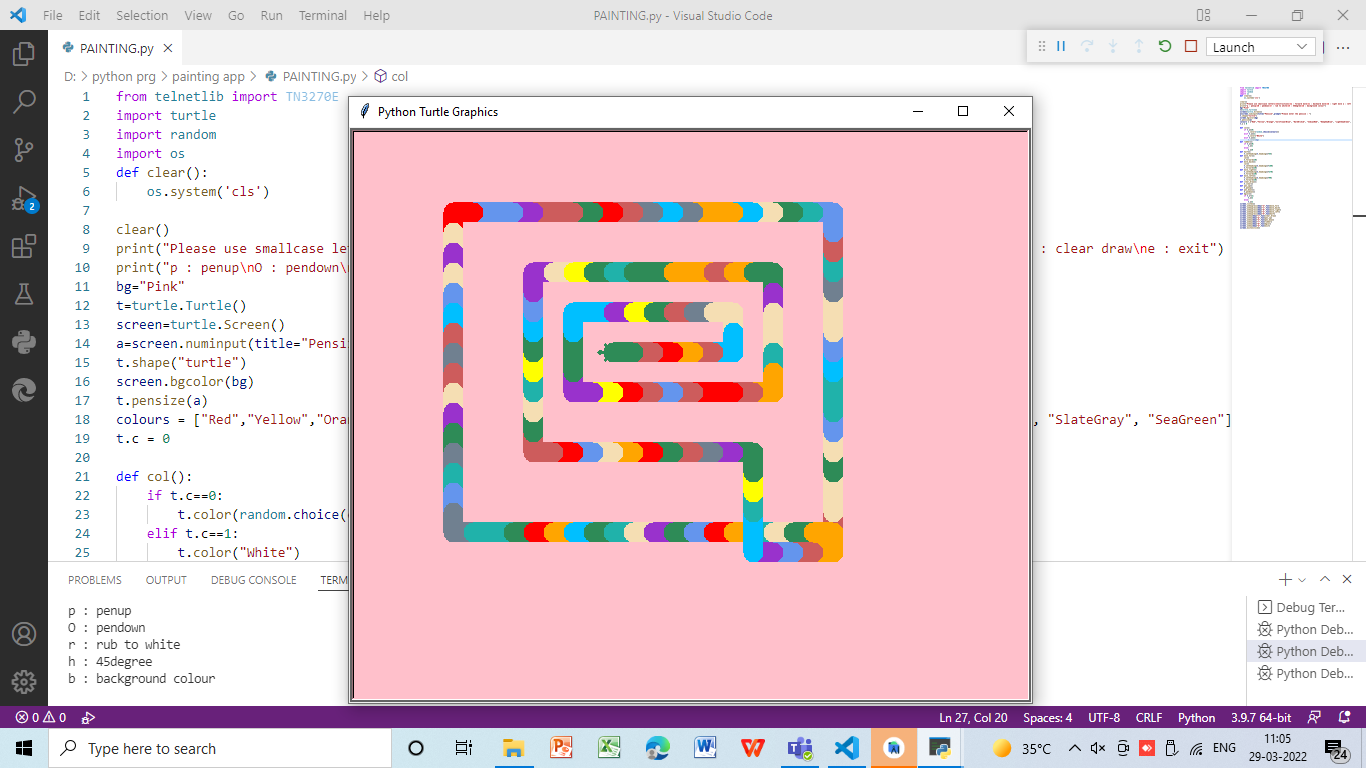 File Edit Selection View Go Run Terminal Help
PAINTING.py - Visual Studio Code
PAINTING.py
Launch
D: > python prg > painting app > PAINTING.py > col
1 from telnetlib import TN3270E
2 import turtle
3 import random
4 import os
5 def clear():
6 os.system('cls')
7
8 clear()
9 print("Please use smallcase le : clear draw\ne : exit")
10 print("p : penup\nO : pendown\
11 bg="Pink"
12 t=turtle.Turtle()
13 screen=turtle.Screen()
14 a=screen.numinput(title="Pensi
15 t.shape("turtle")
16 screen.bgcolor(bg)
17 t.pensize(a)
18 colours = ["Red","Yellow","Ora , "SlateGray", "SeaGreen"]
19 t.c = 0
20
21 def col():
22 if t.c==0:
23 t.color(random.choice(
24 elif t.c==1:
25 t.color("White")
Python Turtle Graphics
PROBLEMS OUTPUT DEBUG CONSOLE TERM
p : penup
O : pendown
r : rub to white
h : 45degree
b : background colour
Debug Ter...
Python Deb...
Python Deb...
Python Deb...
2
0 0
Ln 27, Col 20 Spaces: 4 UTF-8 CRLF Python 3.9.7 64-bit
Type here to search
35°C
ENG
11:05
29-03-2022
24